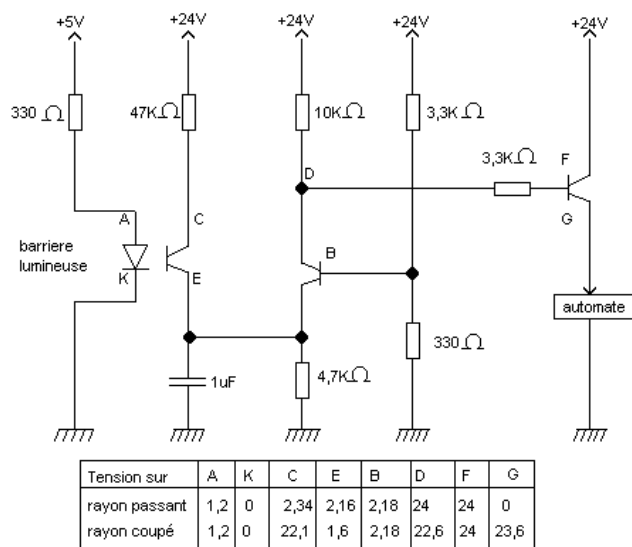 +5V +24V +24V +24V +24V
330 Ω 47KΩ 10KΩ 3,3KΩ
3,3KΩ
D F
A C G
B
barriere
lumineuse
K E
automate
1uF 4,7KΩ 330Ω
Tension sur A K C E B D F G
rayon passant 1,2 0 2,34 2,16 2,18 24 24 0
rayon coupé 1,2 0 22,1 1,6 2,18 22,6 24 23,6